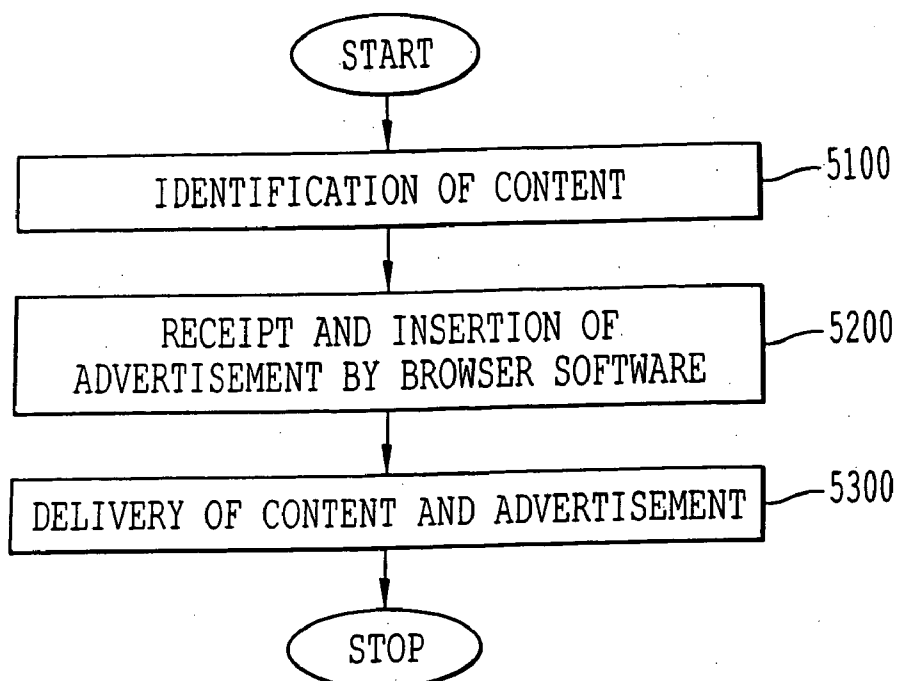 START
IDENTIFICATION OF CONTENT
5100
RECEIPT AND INSERTION OF
ADVERTISEMENT BY BROWSER SOFTWARE
5200
DELIVERY OF CONTENT AND ADVERTISEMENT
5300
STOP